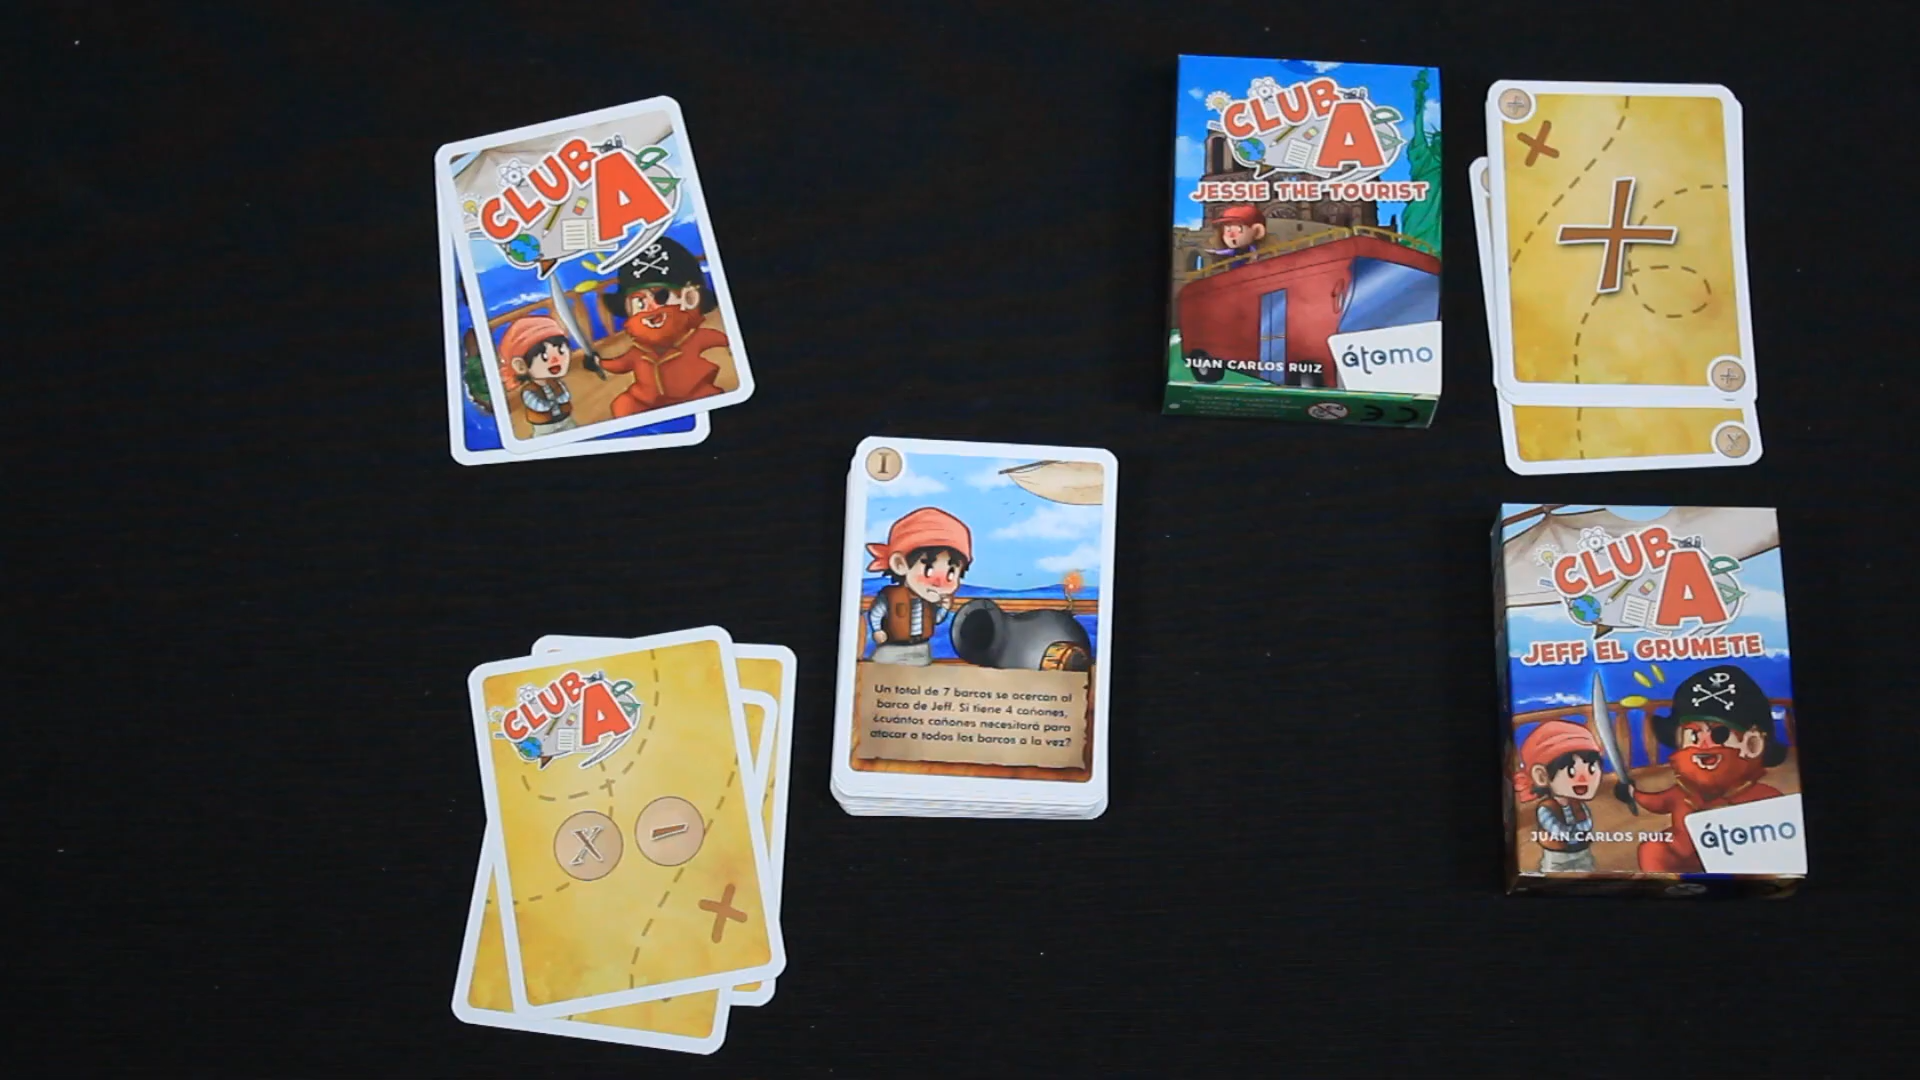 CLUB
A
CLUB
A
JESSIE THE TOURIST
JUAN CARLOS RUIZ
átomo
+
+
+
x
1
Un total de 7 barcos se acercan al
barco de Jeff. Si tiene 4 cañones,
¿cuántos cañones necesitará para
atacar a todos los barcos a la vez?
CLUB
A
JEFF EL GRUMETE
JUAN CARLOS RUIZ
átomo
CLUB
A
x -